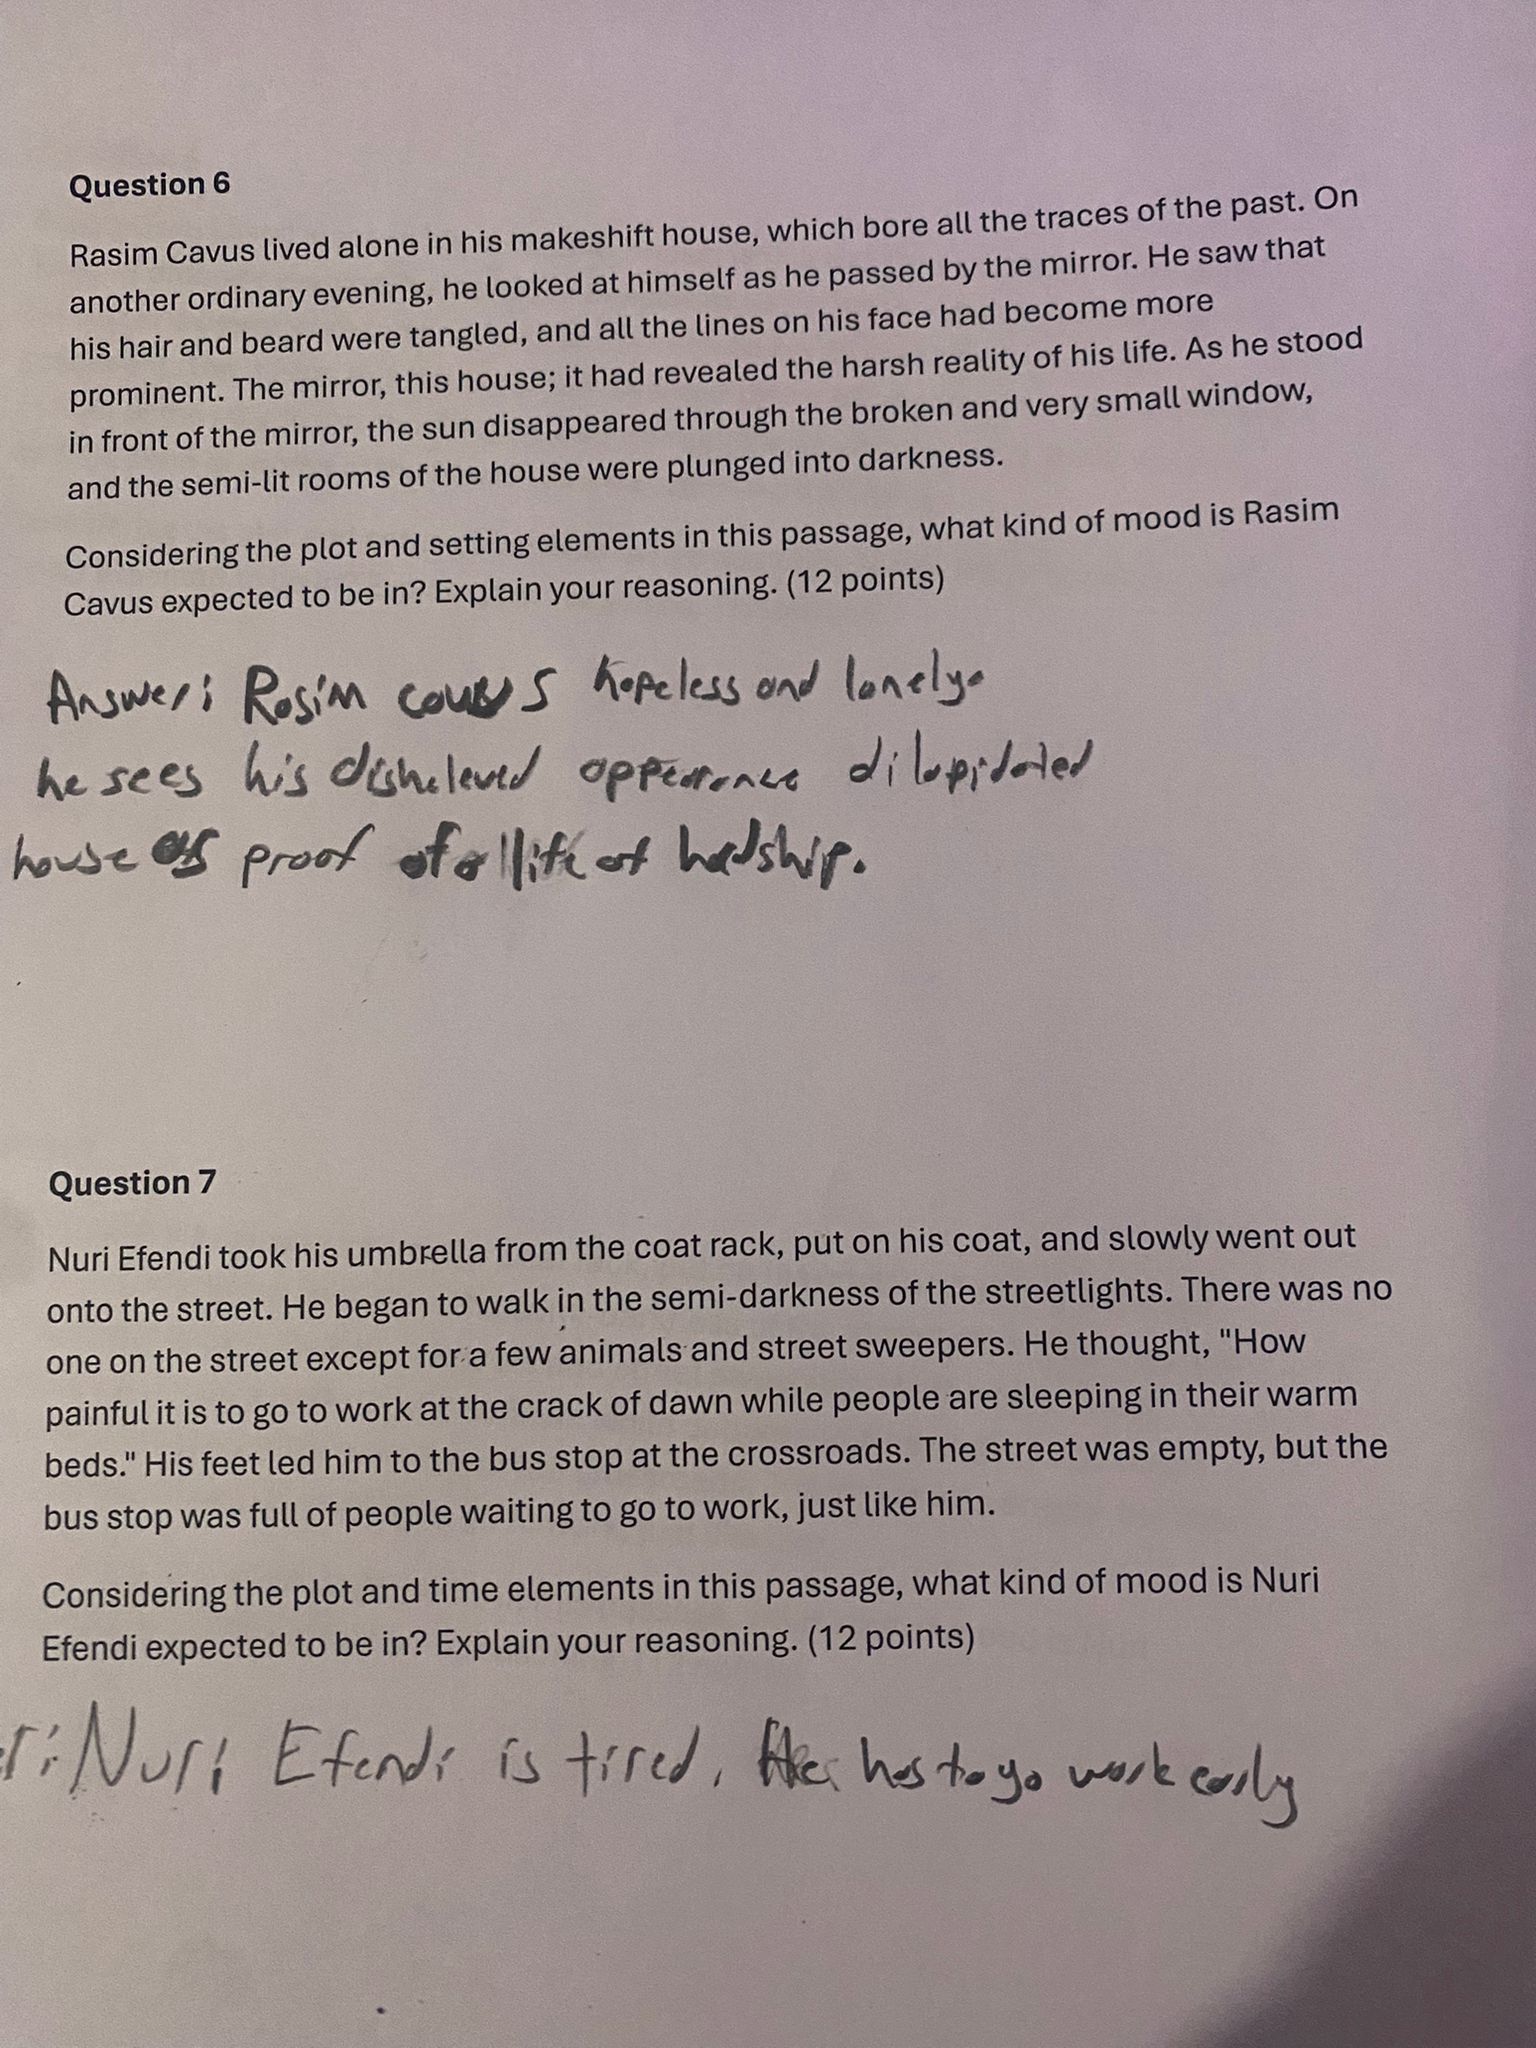 Question 6
Rasim Cavus lived alone in his makeshift house, which bore all the traces of the past. On
another ordinary evening, he looked at himself as he passed by the mirror. He saw that
his hair and beard were tangled, and all the lines on his face had become more
prominent. The mirror, this house; it had revealed the harsh reality of his life. As he stood
in front of the mirror, the sun disappeared through the broken and very small window,
and the semi-lit rooms of the house were plunged into darkness.
Considering the plot and setting elements in this passage, what kind of mood is Rasim
Cavus expected to be in? Explain your reasoning. (12 points)
Answer: Rasim cavus hopeless and lonely.
he sees his disheleved appearance dilapidated
house as proof of a life of hadship.
Question 7
Nuri Efendi took his umbrella from the coat rack, put on his coat, and slowly went out
onto the street. He began to walk in the semi-darkness of the streetlights. There was no
one on the street except for a few animals and street sweepers. He thought, "How
painful it is to go to work at the crack of dawn while people are sleeping in their warm
beds." His feet led him to the bus stop at the crossroads. The street was empty, but the
bus stop was full of people waiting to go to work, just like him.
Considering the plot and time elements in this passage, what kind of mood is Nuri
Efendi expected to be in? Explain your reasoning. (12 points)
Nuri Efendi is tired. He has to go work early